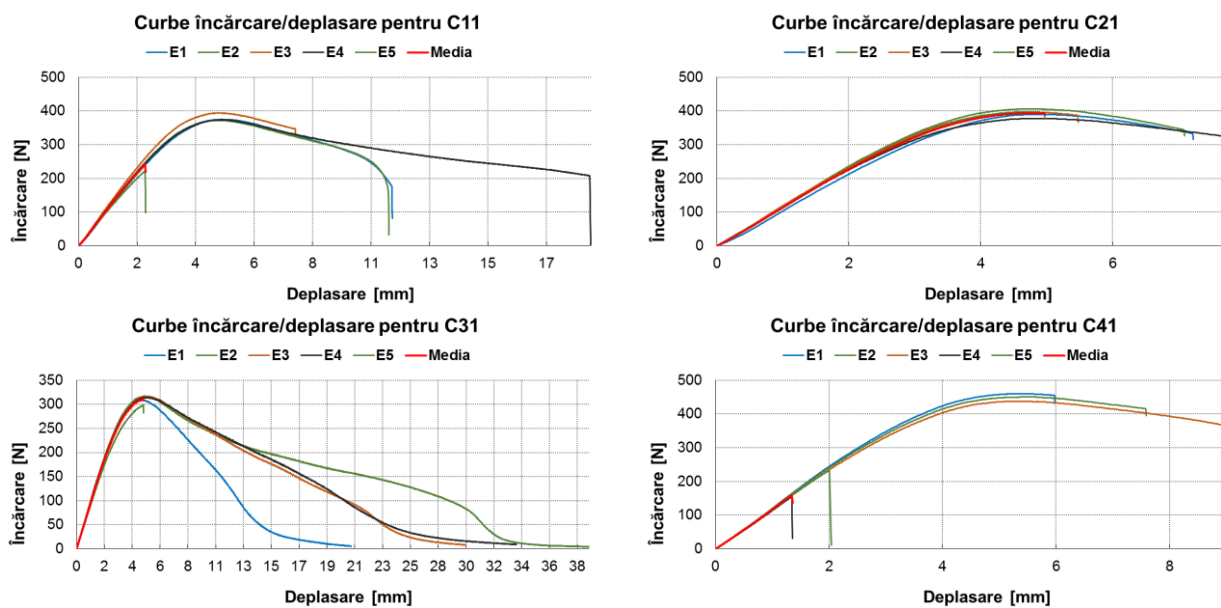 Curbe încărcare/deplasare pentru C11
E1 E2 E3 E4 E5 Media
500
400
300
200
100
0
Încărcare [N]
0 2 4 6 8 11 13 15 17
Deplasare [mm]
Curbe încărcare/deplasare pentru C21
E1 E2 E3 E4 E5 Media
500
400
300
200
100
0
Încărcare [N]
0 2 4 6
Deplasare [mm]
Curbe încărcare/deplasare pentru C31
E1 E2 E3 E4 E5 Media
350
300
250
200
150
100
50
0
Încărcare [N]
0 2 4 6 8 11 13 15 17 19 21 23 25 27 30 32 34 36 38
Deplasare [mm]
Curbe încărcare/deplasare pentru C41
E1 E2 E3 E4 E5 Media
500
400
300
200
100
0
Încărcare [N]
0 2 4 6 8
Deplasare [mm]